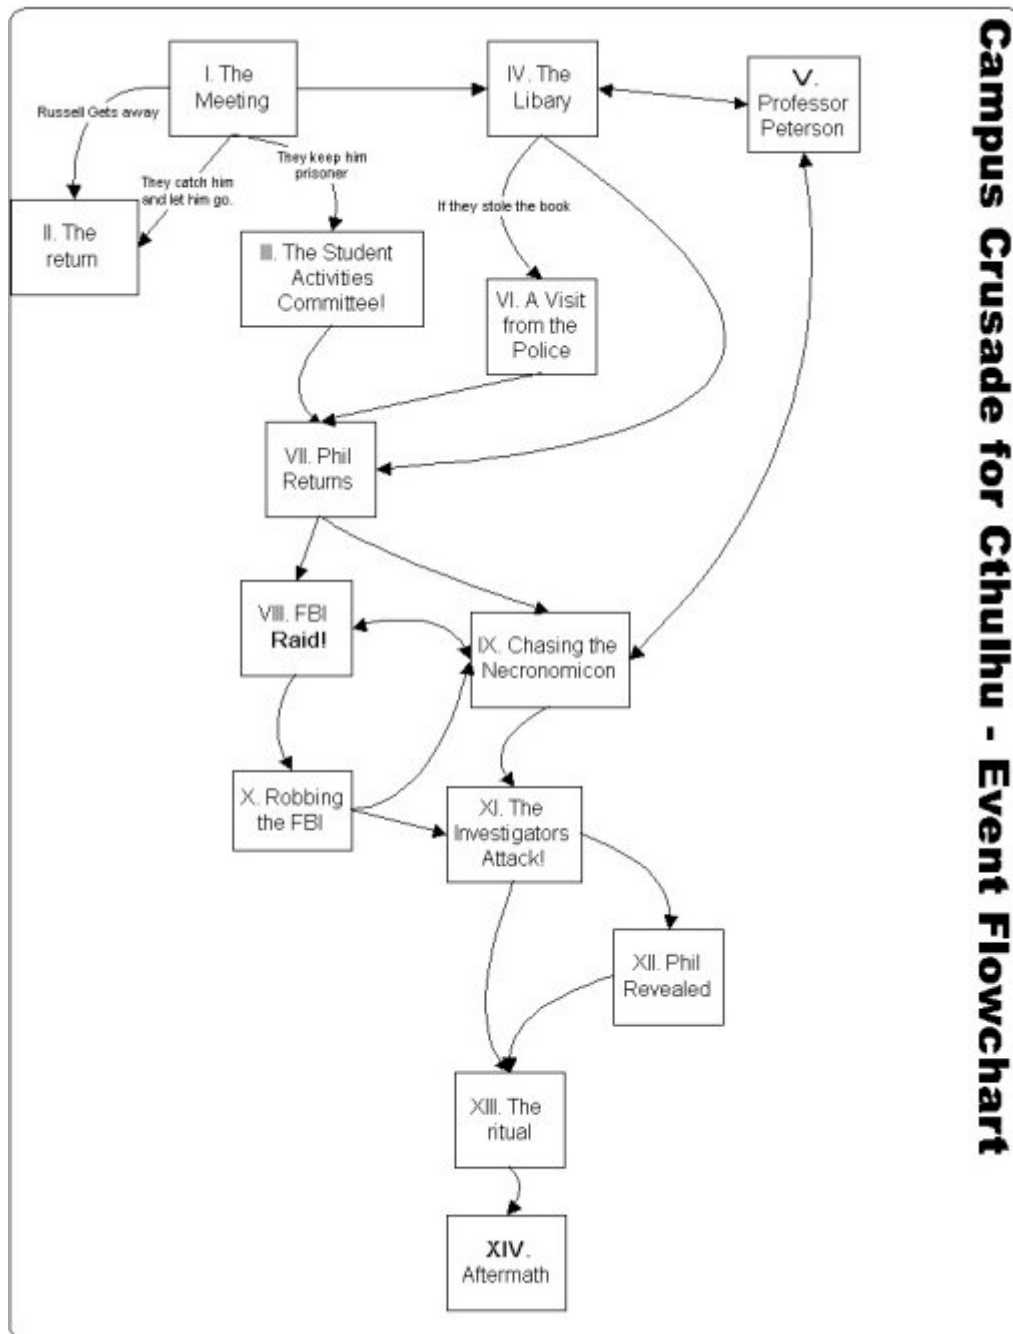 Campus Crusade for Cthulhu - Event Flowchart
I. The
Meeting
IV. The
Libary
V.
Professor
Peterson
Russell Gets away
They keep him
prisoner
They catch him
and let him go.
II. The
return
III. The Student
Activities
Committee!
If they stole the book
VI. A Visit
from the
Police
VII. Phil
Returns
VIII. FBI
Raid!
IX. Chasing the
Necronomicon
X. Robbing
the FBI
XI. The
Investigators
Attack!
XII. Phil
Revealed
XIII. The
ritual
XIV.
Aftermath